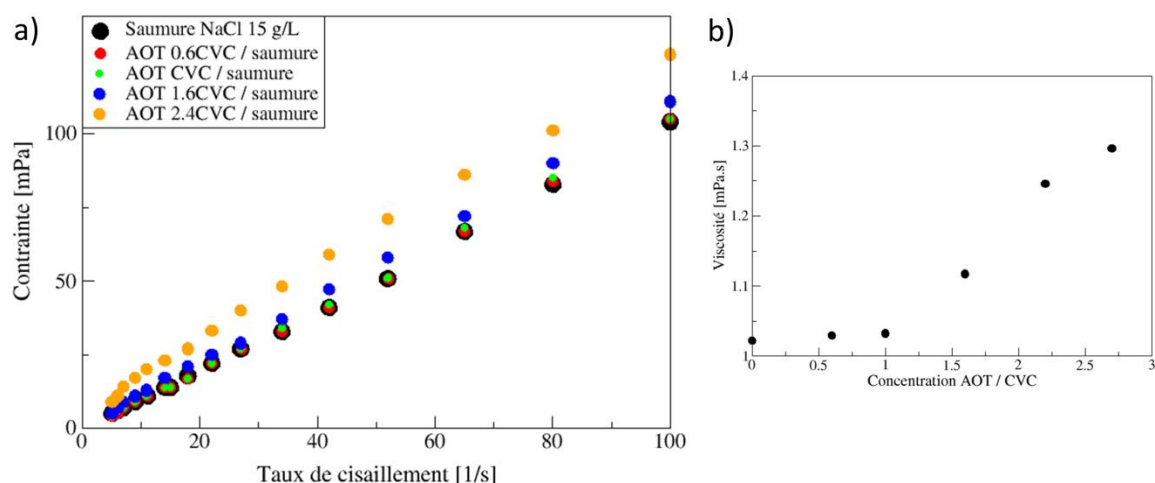 a)
Saumure NaCl 15 g/L
AOT 0.6CVC / saumure
AOT CVC / saumure
AOT 1.6CVC / saumure
AOT 2.4CVC / saumure
Contrainte [mPa]
100
50
0
0
20
40
60
80
100
Taux de cisaillement [1/s]
b)
Viscosité [mPa.s]
1.4
1.3
1.2
1.1
1
0
0.5
1
1.5
2
2.5
3
Concentration AOT / CVC